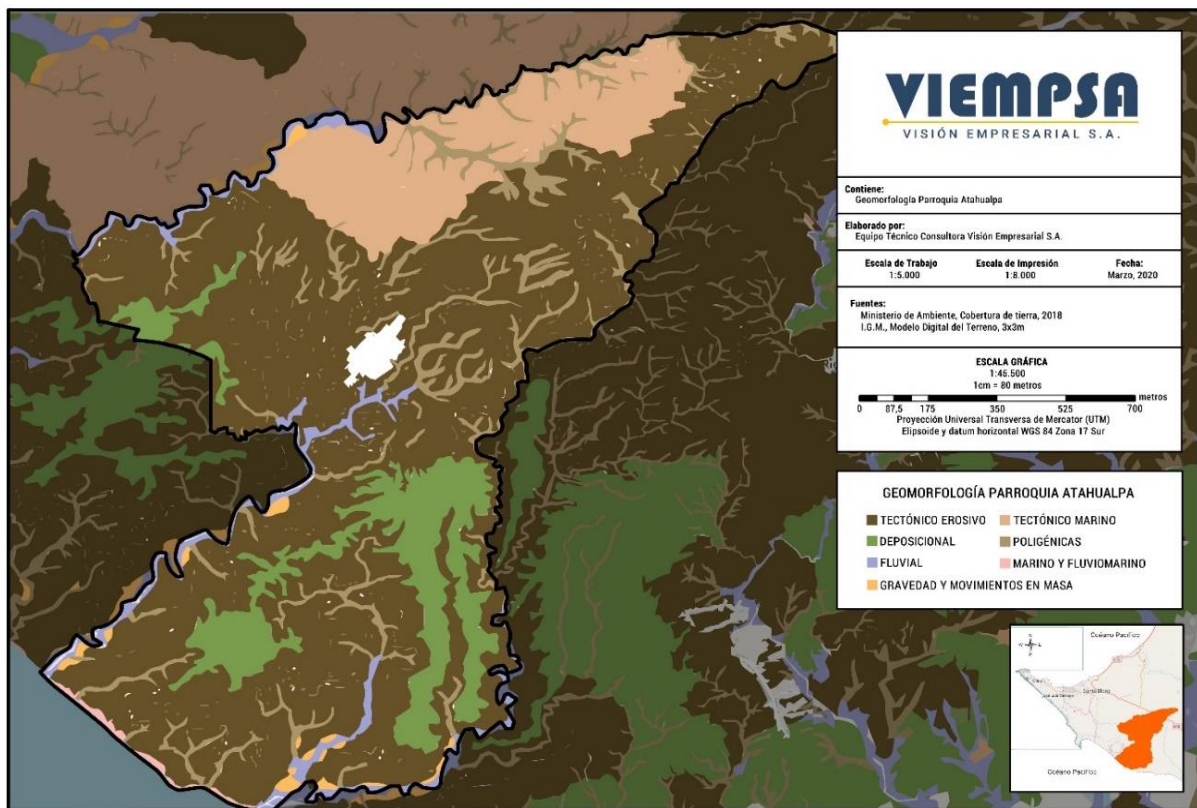 VIEMPSA
VISIÓN EMPRESARIAL S.A.
Contiene:
Geomorfología Parroquia Atahualpa
Elaborado por:
Equipo Técnico Consultora Visión Empresarial S.A.
Escala de Trabajo Escala de Impresión Fecha:
1:5.000 1:8.000 Marzo, 2020
Fuentes:
Ministerio de Ambiente, Cobertura de tierra, 2018
I.G.M., Modelo Digital del Terreno, 3x3m
ESCALA GRÁFICA
1:46.500
1cm = 80 metros
metros
0 87,5 175 350 525 700
Proyección Universal Transversa de Mercator (UTM)
Elipsoide y datum horizontal WGS 84 Zona 17 Sur
GEOMORFOLOGÍA PARROQUIA ATAHUALPA
TECTÓNICO EROSIVO TECTÓNICO MARINO
DEPOSICIONAL POLIGÉNICAS
FLUVIAL MARINO Y FLUVIOMARINO
GRAVEDAD Y MOVIMIENTOS EN MASA
Océano Pacífico
Océano Pacífico